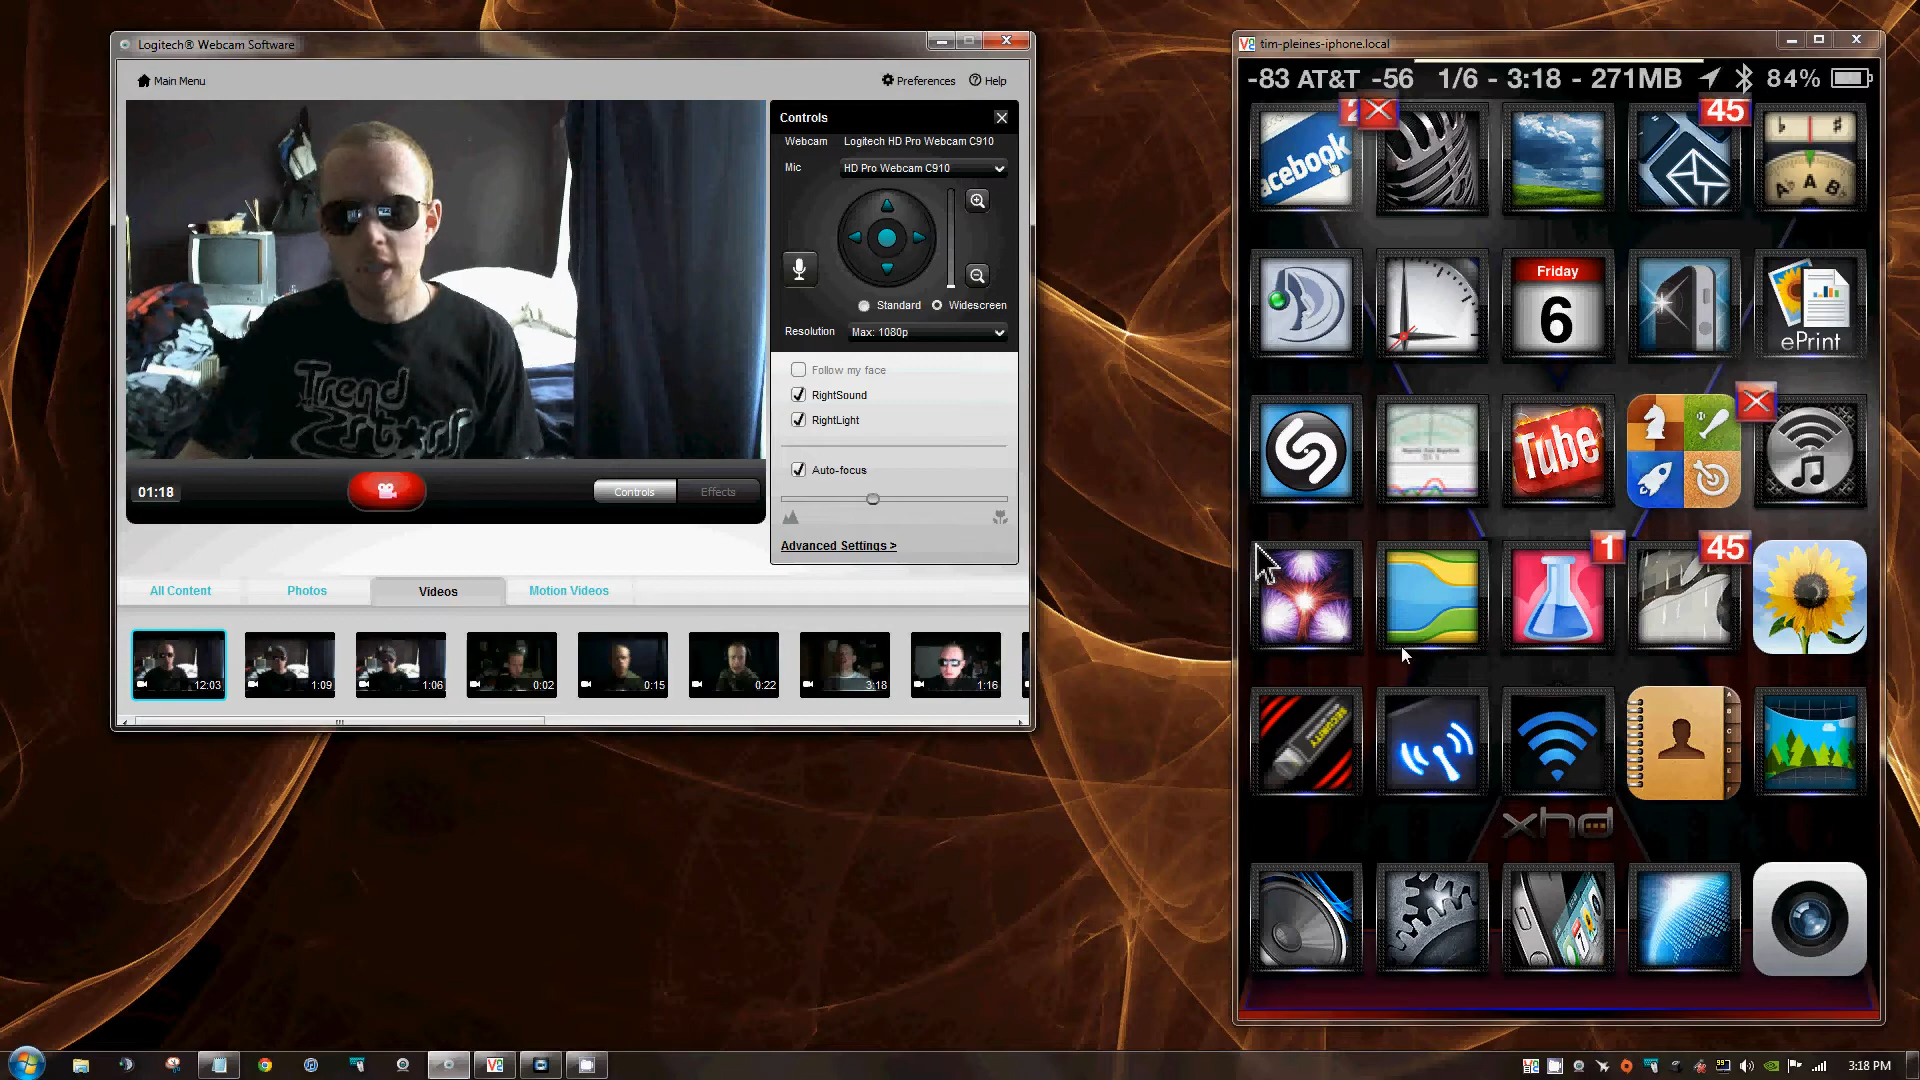 Logitech® Webcam Software
Main Menu
Preferences
Help
Controls
Webcam Logitech HD Pro Webcam C910
Mic HD Pro Webcam C910
Standard Widescreen
Resolution Max: 1080p
Follow my face
RightSound
RightLight
Auto-focus
Advanced Settings >
Trend
01:18
Controls
Effects
All Content
Photos
Videos
Motion Videos
12:03
1:09
1:06
0:02
0:15
0:22
3:18
1:16
tim-pleines-iphone.local
-83 AT&T -56 1/6 - 3:18 - 271MB 84%
2
45
facebook
A A B
Friday
6
ePrint
Tube
1
45
SECURITY
xhd
3:18 PM